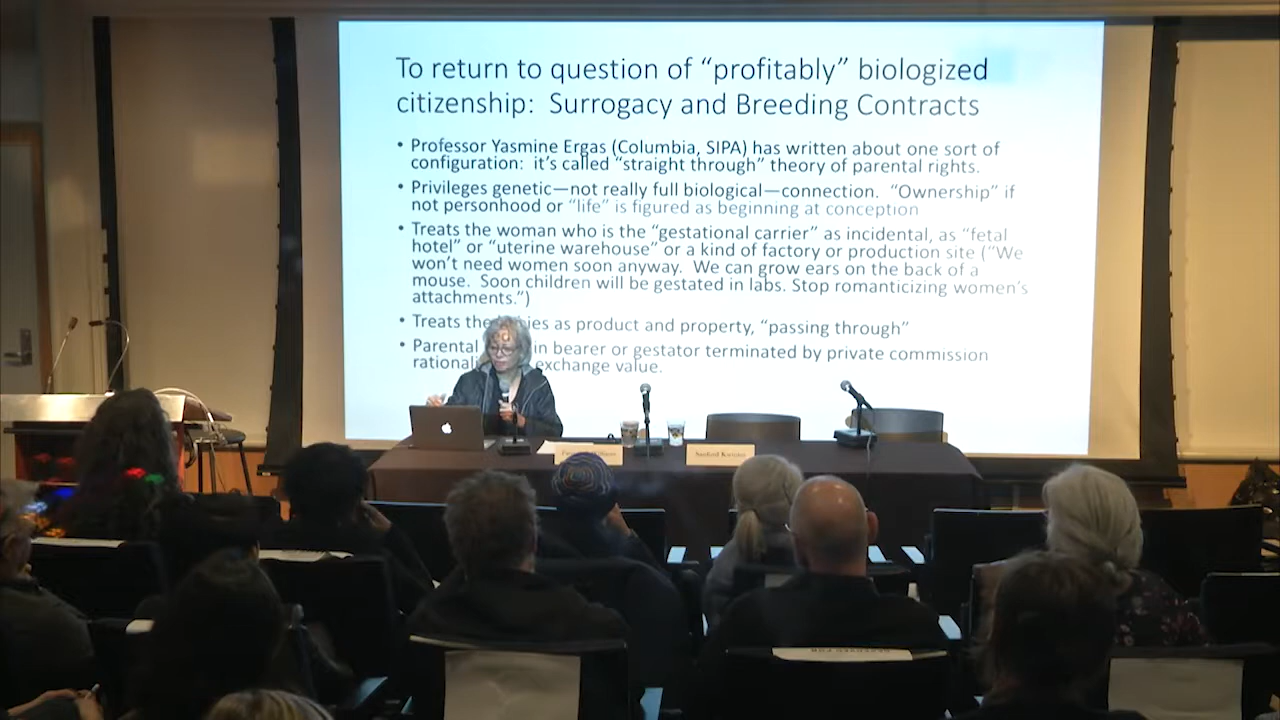 To return to question of “profitably” biologized
citizenship: Surrogacy and Breeding Contracts
• Professor Yasmine Ergas (Columbia, SIPA) has written about one sort of
configuration: it’s called “straight through” theory of parental rights.
• Privileges genetic—not really full biological—connection. “Ownership” if
not personhood or “life” is figured as beginning at conception
• Treats the woman who is the “gestational carrier” as incidental, as “fetal
hotel” or “uterine warehouse” or a kind of factory or production site (“We
won’t need women soon anyway. We can grow ears on the back of a
mouse. Soon children will be gestated in labs. Stop romanticizing women’s
attachments.”)
• Treats the as product and property, “passing through”
• Parental in bearer or gestator terminated by private commission
exchange value.